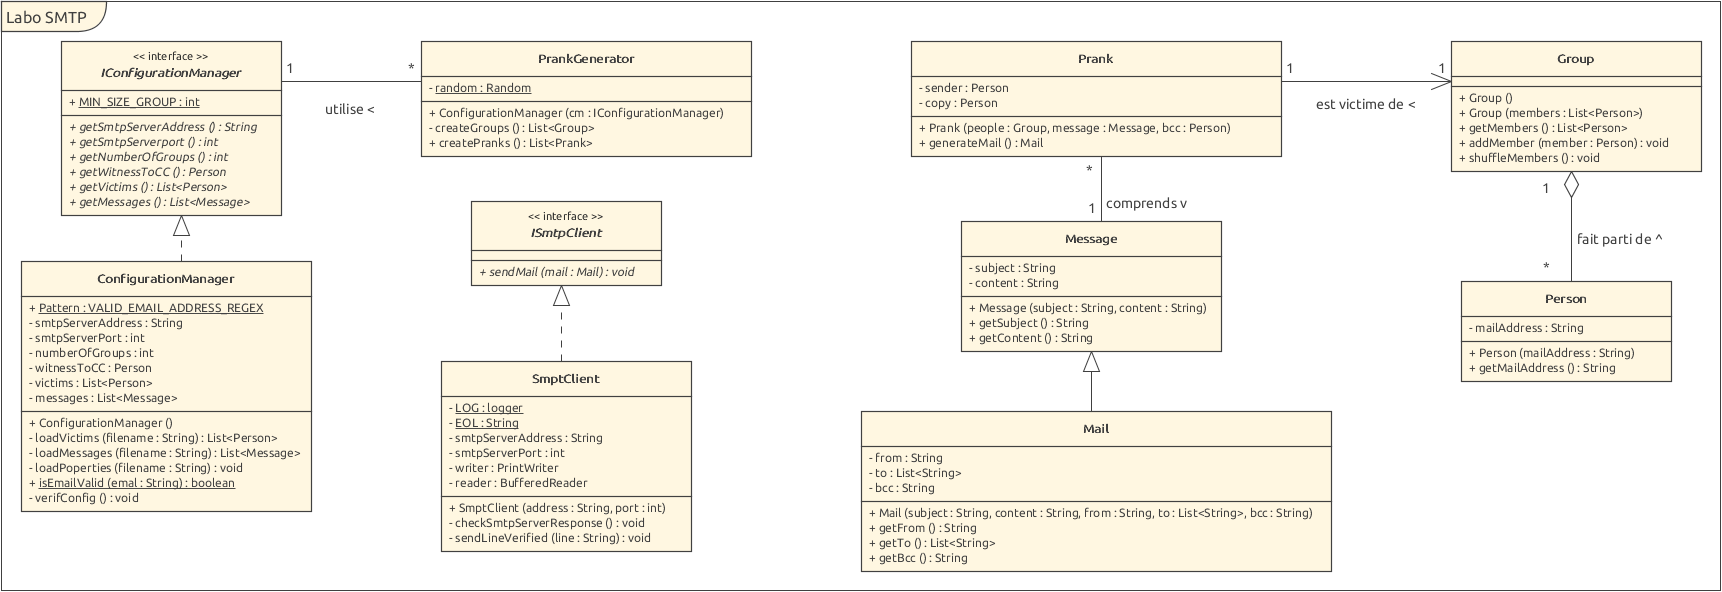 Labo SMTP
<< interface >>
IConfigurationManager
+ MIN_SIZE_GROUP : int
+ getSmtpServerAddress () : String
+ getSmtpServerport () : int
+ getNumberOfGroups () : int
+ getWitnessToCC () : Person
+ getVictims () : List<Person>
+ getMessages () : List<Message>
1
*
utilise <
PrankGenerator
- random : Random
+ ConfigurationManager (cm : IConfigurationManager)
- createGroups () : List<Group>
+ createPranks () : List<Prank>
ConfigurationManager
+ Pattern : VALID_EMAIL_ADDRESS_REGEX
- smtpServerAddress : String
- smtpServerPort : int
- numberOfGroups : int
- witnessToCC : Person
- victims : List<Person>
- messages : List<Message>
+ ConfigurationManager ()
- loadVictims (filename : String) : List<Person>
- loadMessages (filename : String) : List<Message>
- loadPoperties (filename : String) : void
+ isEmailValid (emal : String) : boolean
- verifConfig () : void
<< interface >>
ISmtpClient
+ sendMail (mail : Mail) : void
SmptClient
- LOG : logger
- EOL : String
- smtpServerAddress : String
- smtpServerPort : int
- writer : PrintWriter
- reader : BufferedReader
+ SmptClient (address : String, port : int)
- checkSmtpServerResponse () : void
- sendLineVerified (line : String) : void
Prank
- sender : Person
- copy : Person
+ Prank (people : Group, message : Message, bcc : Person)
+ generateMail () : Mail
1
1
est victime de <
*
1
comprends v
Message
- subject : String
- content : String
+ Message (subject : String, content : String)
+ getSubject () : String
+ getContent () : String
Mail
- from : String
- to : List<String>
- bcc : String
+ Mail (subject : String, content : String, from : String, to : List<String>, bcc : String)
+ getFrom () : String
+ getTo () : List<String>
+ getBcc () : String
Group
+ Group ()
+ Group (members : List<Person>)
+ getMembers () : List<Person>
+ addMember (member : Person) : void
+ shuffleMembers () : void
1
fait parti de ^
*
Person
- mailAddress : String
+ Person (mailAddress : String)
+ getMailAddress () : String